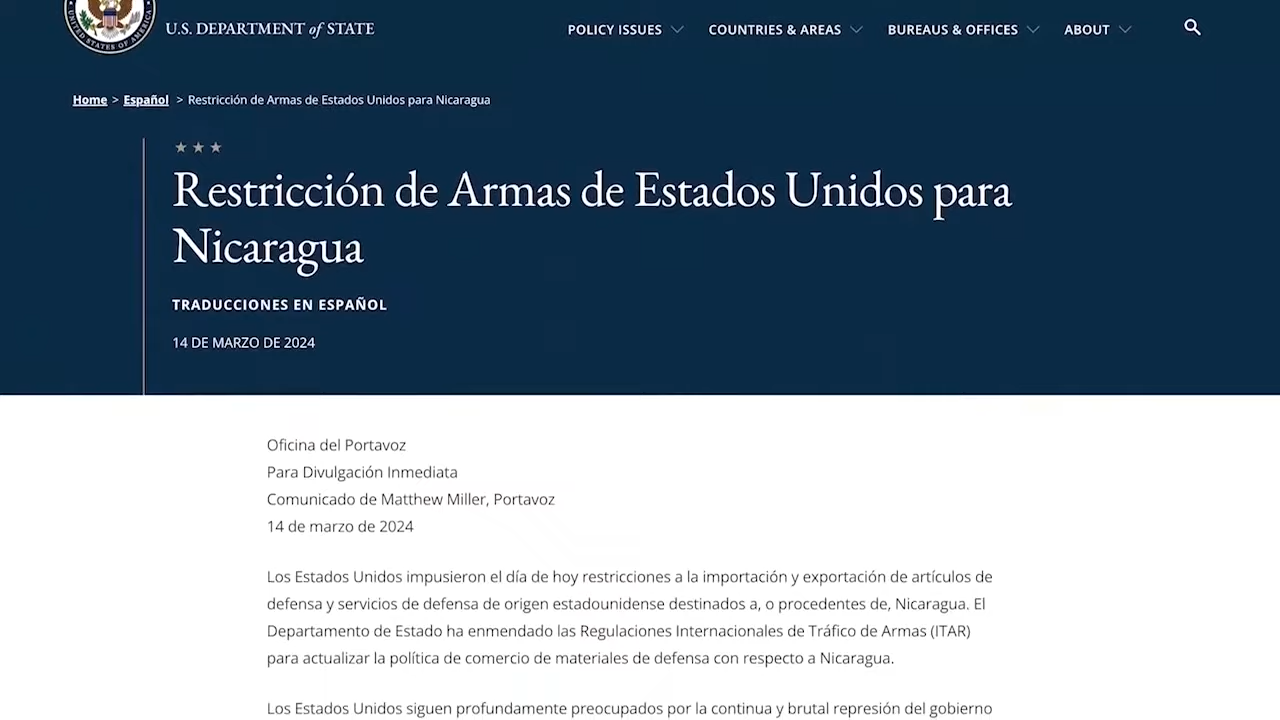 UNITED STATES OF AMERICA
U.S. DEPARTMENT of STATE
POLICY ISSUES
COUNTRIES & AREAS
BUREAUS & OFFICES
ABOUT
Home > Español > Restricción de Armas de Estados Unidos para Nicaragua
Restricción de Armas de Estados Unidos para
Nicaragua
TRADUCCIONES EN ESPAÑOL
14 DE MARZO DE 2024
Oficina del Portavoz
Para Divulgación Inmediata
Comunicado de Matthew Miller, Portavoz
14 de marzo de 2024
Los Estados Unidos impusieron el día de hoy restricciones a la importación y exportación de artículos de
defensa y servicios de defensa de origen estadounidense destinados a, o procedentes de, Nicaragua. El
Departamento de Estado ha enmendado las Regulaciones Internacionales de Tráfico de Armas (ITAR)
para actualizar la política de comercio de materiales de defensa con respecto a Nicaragua.
Los Estados Unidos siguen profundamente preocupados por la continua y brutal represión del gobierno